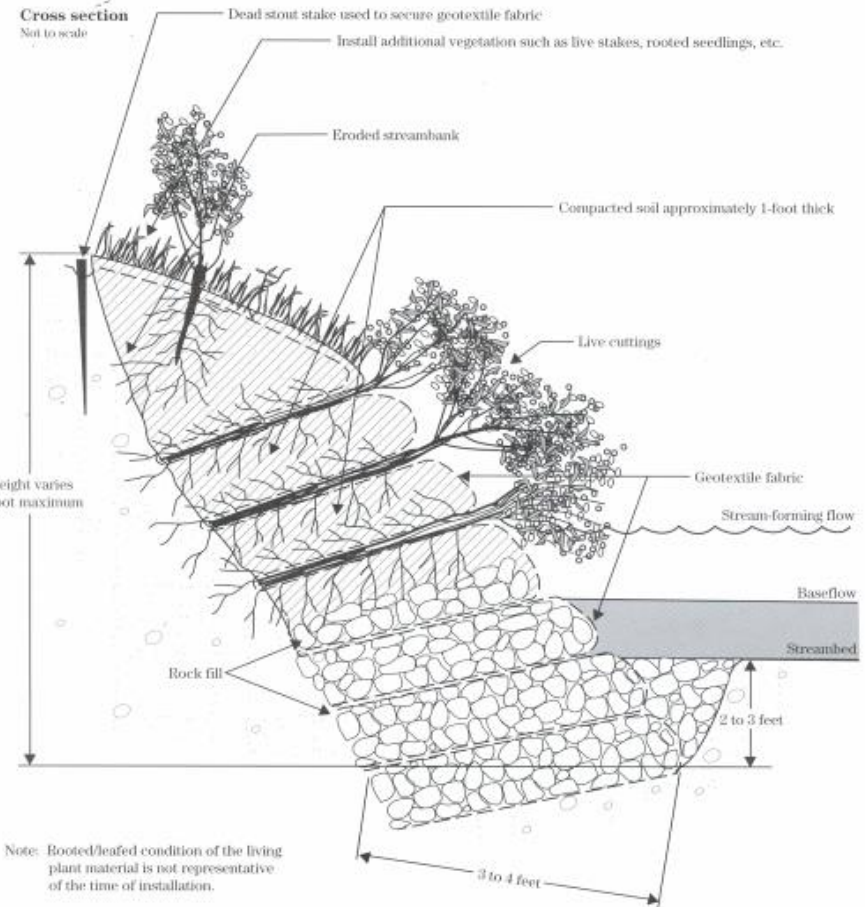 Cross section
Not to scale
Dead stout stake used to secure geotextile fabric
Install additional vegetation such as live stakes, rooted seedlings, etc.
Eroded streambank
Compacted soil approximately 1-foot thick
Live cuttings
Geotextile fabric
varies
maximum
Stream-forming flow
Baseflow
Streambed
Rock fill
2 to 3 feet
3 to 4 feet
Note: Rooted/leafed condition of the living
plant material is not representative
of the time of installation.